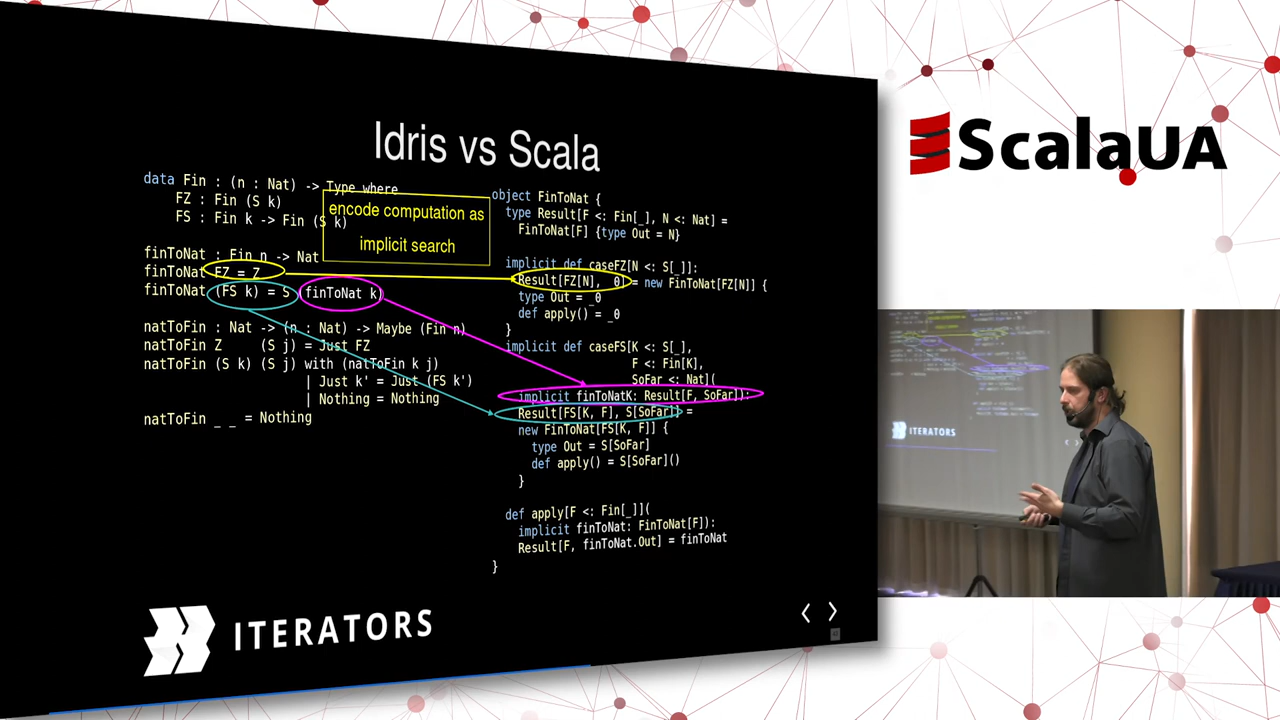 Idris vs Scala
data Fin : (n : Nat) -> Type where
FZ : Fin (S k)
FS : Fin k -> Fin (S k)
encode computation as
implicit search
finToNat : Fin n -> Nat
finToNat FZ = Z
finToNat (FS k) = S (finToNat k)
natToFin : Nat -> (n : Nat) -> Maybe (Fin n)
natToFin Z (S j) = Just FZ
natToFin (S k) (S j) with (natToFin k j)
| Just k' = Just (FS k')
| Nothing = Nothing
natToFin _ _ = Nothing
object FinToNat {
type Result[F <: Fin[_], N <: Nat] =
FinToNat[F] {type Out = N}
implicit def caseFZ[N <: S[_]]:
Result[FZ[N], _0] = new FinToNat[FZ[N]] {
type Out = _0
def apply() = _0
}
implicit def caseFS[K <: S[_],
F <: Fin[K],
SoFar <: Nat](
implicit finToNatK: Result[F, SoFar]):
Result[FS[K, F], S[SoFar]] =
new FinToNat[FS[K, F]] {
type Out = S[SoFar]
def apply() = S[SoFar]()
}
def apply[F <: Fin[_]](
implicit finToNat: FinToNat[F]):
Result[F, finToNat.Out] = finToNat
}
ITERATORS
ScalaUA
ITERATORS